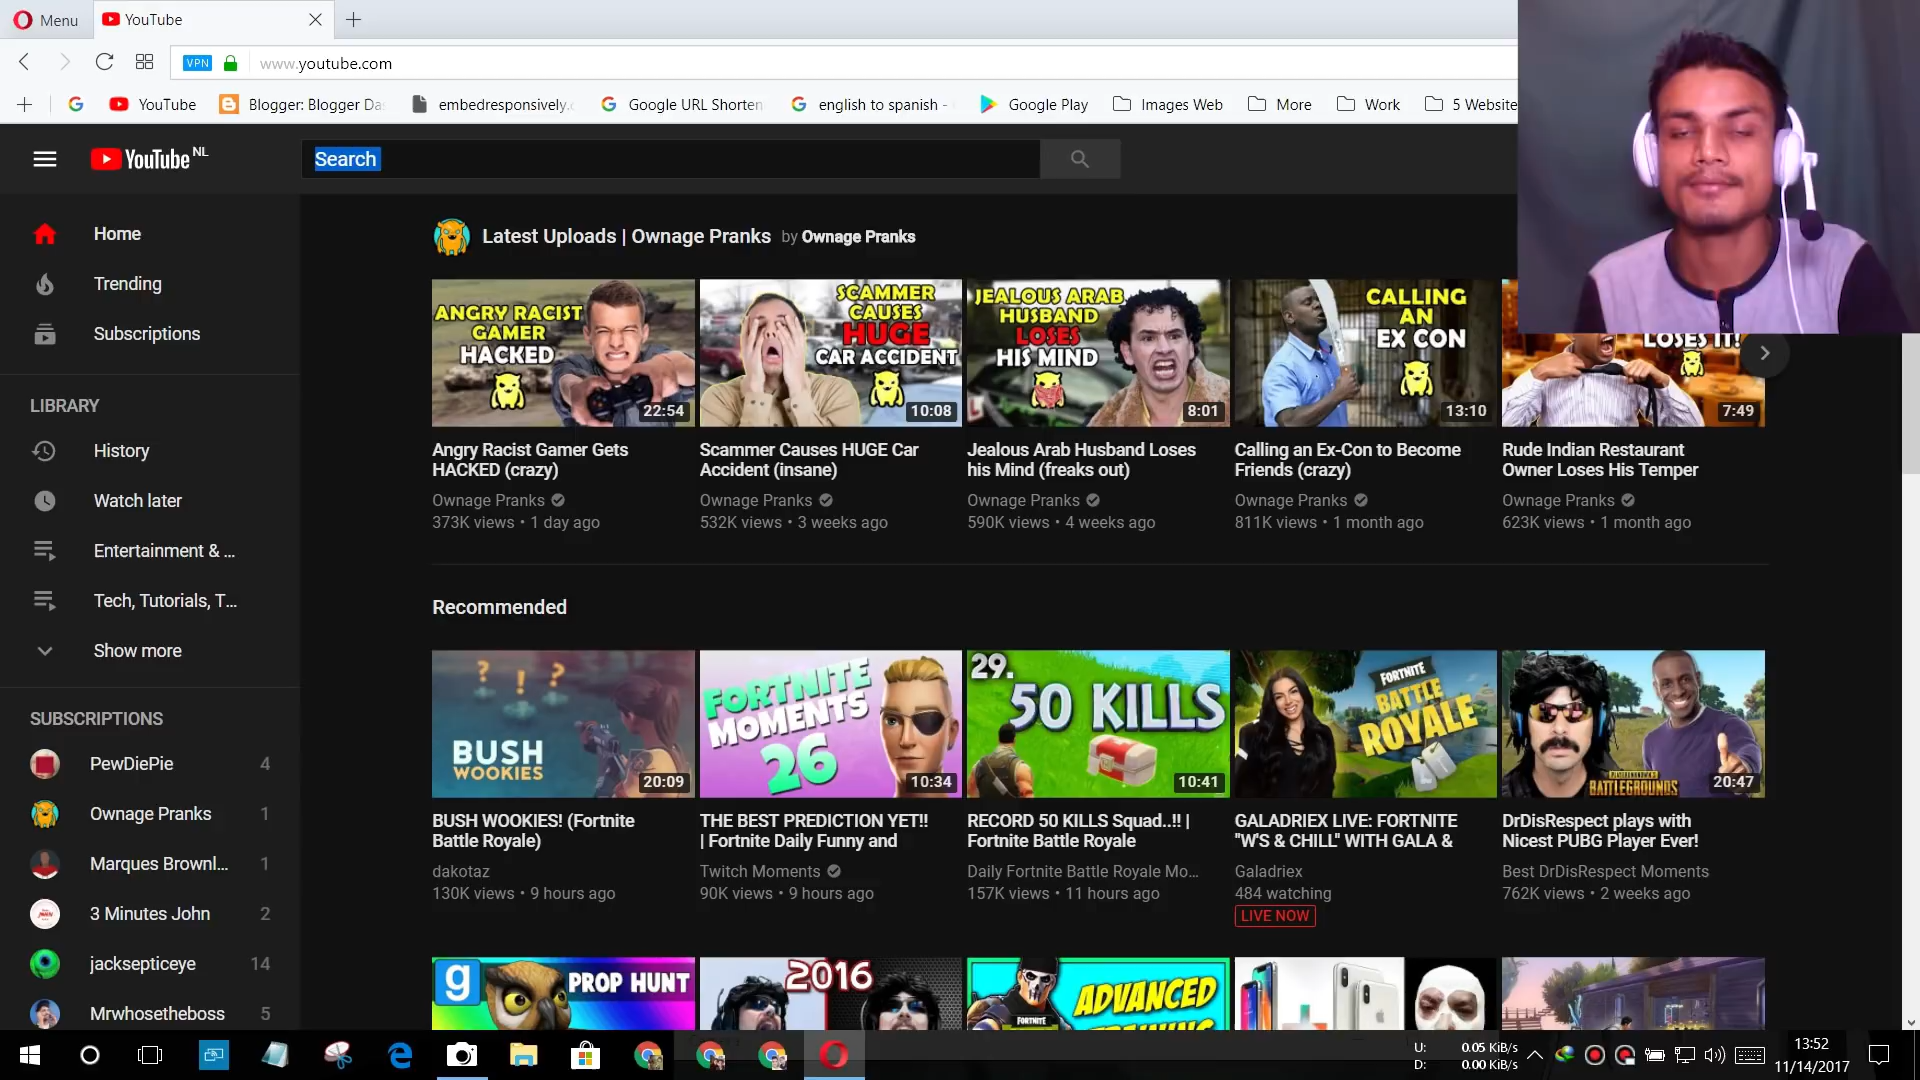 Menu
YouTube
VPN
www.youtube.com
YouTube
Blogger: Blogger Da
embedresponsively.c
Google URL Shorten
english to spanish -
Google Play
Images Web
More
Work
5 Website
YouTube NL
Search
Home
Trending
Subscriptions
LIBRARY
History
Watch later
Entertainment & ...
Tech, Tutorials, T...
Show more
SUBSCRIPTIONS
PewDiePie 4
Ownage Pranks 1
Marques Brownl... 1
3 Minutes John 2
jacksepticeye 14
Mrwhosetheboss 5
Latest Uploads | Ownage Pranks by Ownage Pranks
ANGRY RACIST
GAMER
HACKED
22:54
SCAMMER
CAUSES
HUGE
CAR ACCIDENT
10:08
JEALOUS ARAB
HUSBAND
LOSES
HIS MIND
8:01
CALLING
AN
EX CON
13:10
LOSES IT!
7:49
Angry Racist Gamer Gets
HACKED (crazy)
Ownage Pranks
373K views • 1 day ago
Scammer Causes HUGE Car
Accident (insane)
Ownage Pranks
532K views • 3 weeks ago
Jealous Arab Husband Loses
his Mind (freaks out)
Ownage Pranks
590K views • 4 weeks ago
Calling an Ex-Con to Become
Friends (crazy)
Ownage Pranks
811K views • 1 month ago
Rude Indian Restaurant
Owner Loses His Temper
Ownage Pranks
623K views • 1 month ago
Recommended
? ! ?
BUSH
WOOKIES
20:09
FORTNITE
MOMENTS
26
10:34
29.
50 KILLS
10:41
FORTNITE
BATTLE
ROYALE
PLAYERUNKNOWN'S
BATTLEGROUNDS
20:47
BUSH WOOKIES! (Fortnite
Battle Royale)
dakotaz
130K views • 9 hours ago
THE BEST PREDICTION YET!!
| Fortnite Daily Funny and
Twitch Moments
90K views • 9 hours ago
RECORD 50 KILLS Squad..!! |
Fortnite Battle Royale
Daily Fortnite Battle Royale Mo...
157K views • 11 hours ago
GALADRIEX LIVE: FORTNITE
"W'S & CHILL" WITH GALA &
Galadriex
484 watching
LIVE NOW
DrDisRespect plays with
Nicest PUBG Player Ever!
Best DrDisRespect Moments
762K views • 2 weeks ago
g
PROP HUNT
2016
FORTNITE
ADVANCED
TRAINING
U: 0.05 KiB/s
D: 0.00 KiB/s
13:52
11/14/2017